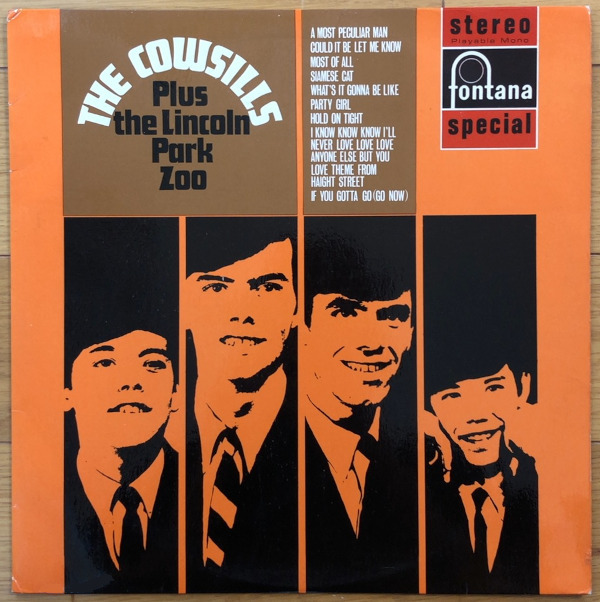 THE COWSILLS
Plus
the Lincoln
Park
Zoo
A MOST PECULIAR MAN
COULD IT BE LET ME KNOW
MOST OF ALL
SIAMESE CAT
WHAT'S IT GONNA BE LIKE
PARTY GIRL
HOLD ON TIGHT
I KNOW KNOW KNOW I'LL
NEVER LOVE LOVE LOVE
ANYONE ELSE BUT YOU
LOVE THEME FROM
HAIGHT STREET
IF YOU GOTTA GO (GO NOW)
stereo
Playable Mono
fontana
special